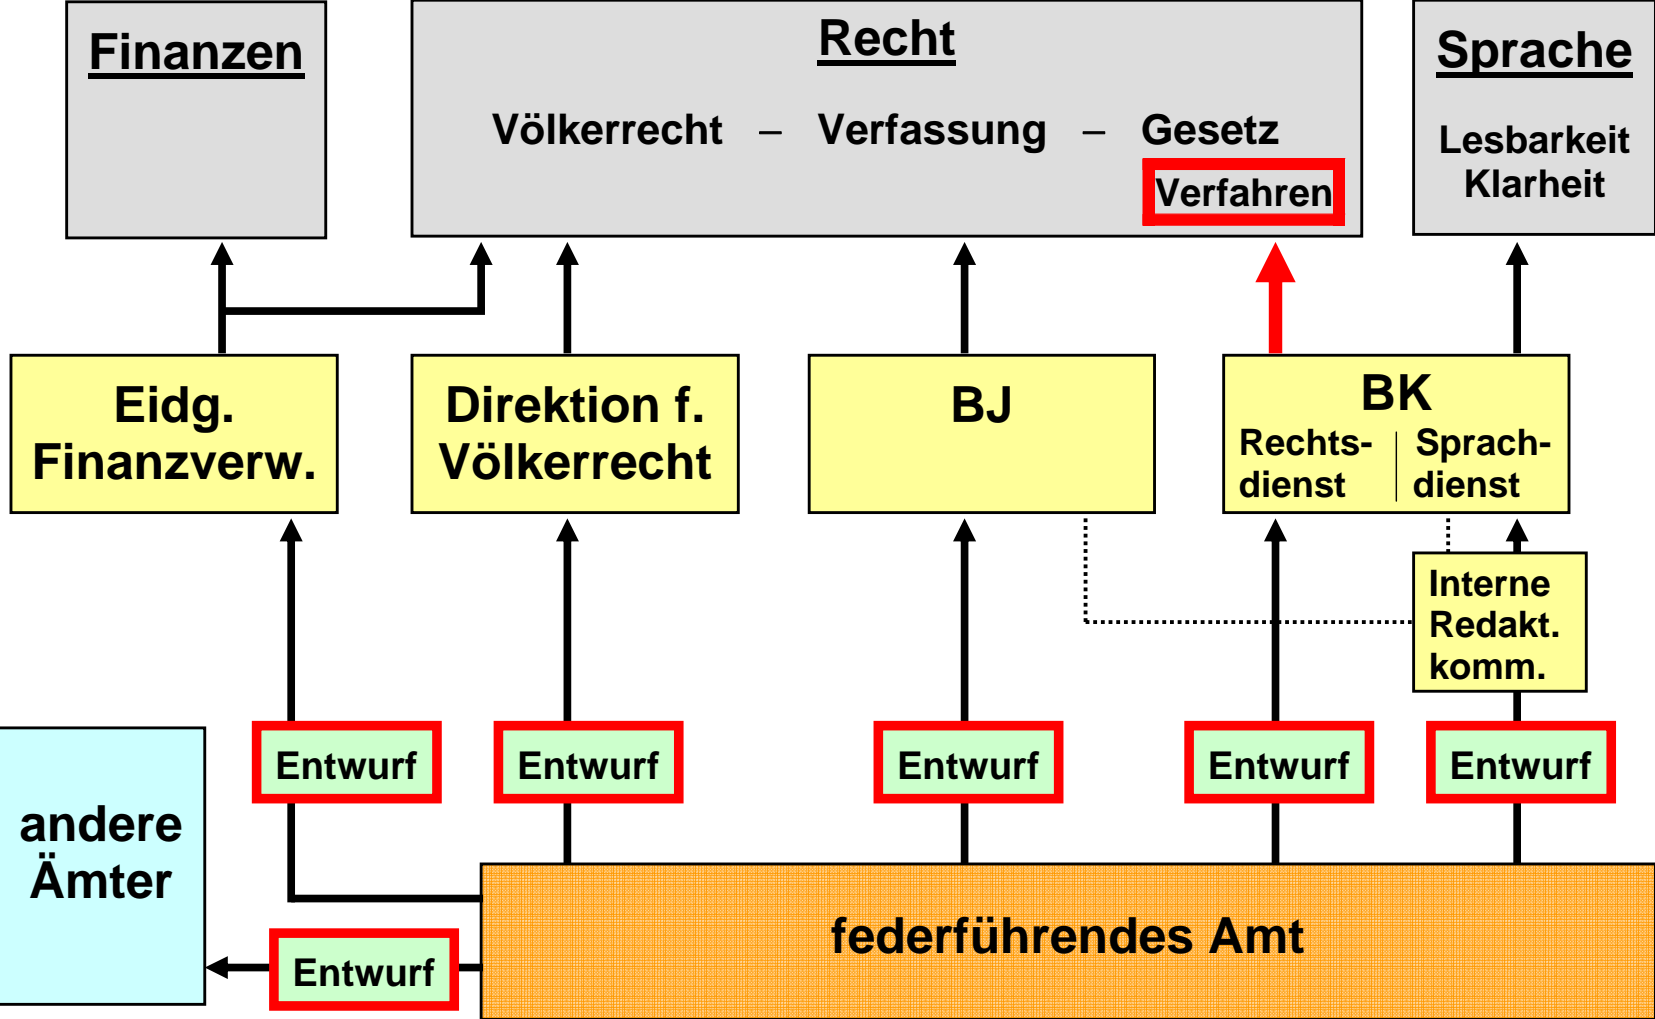 Finanzen
Recht
Völkerrecht – Verfassung – Gesetz
Verfahren
Sprache
Lesbarkeit
Klarheit
Eidg.
Finanzverw.
Direktion f.
Völkerrecht
BJ
BK
Rechts-
dienst
Sprach-
dienst
Interne
Redakt.
komm.
Entwurf
Entwurf
Entwurf
Entwurf
Entwurf
andere
Ämter
Entwurf
federführendes Amt